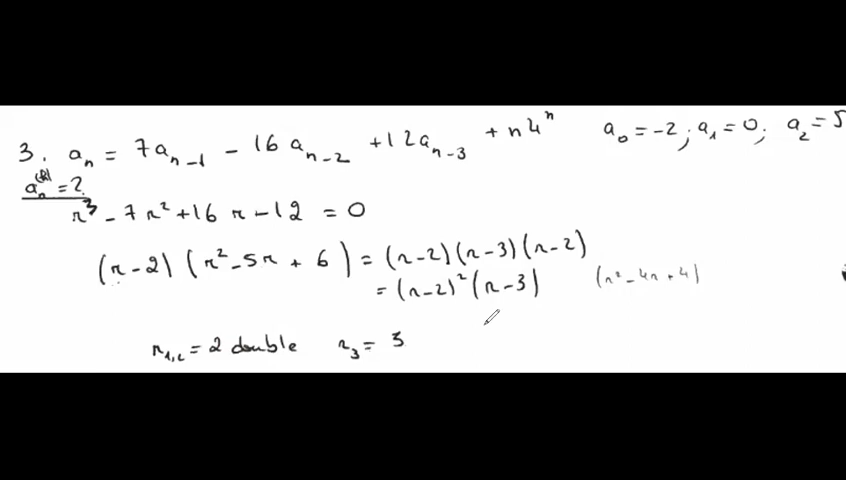 3. aₙ = 7aₙ₋₁ - 16aₙ₋₂ + 12aₙ₋₃ + n4ⁿ a₀ = -2; a₁ = 0; a₂ = 5
aₙ⁽ʰ⁾ = ?
r³ - 7r² + 16r - 12 = 0
(r-2)(r² - 5r + 6) = (r-2)(r-3)(r-2)
= (r-2)²(r-3) (r² - 4r + 4)
r₁,₂ = 2 double r₃ = 3